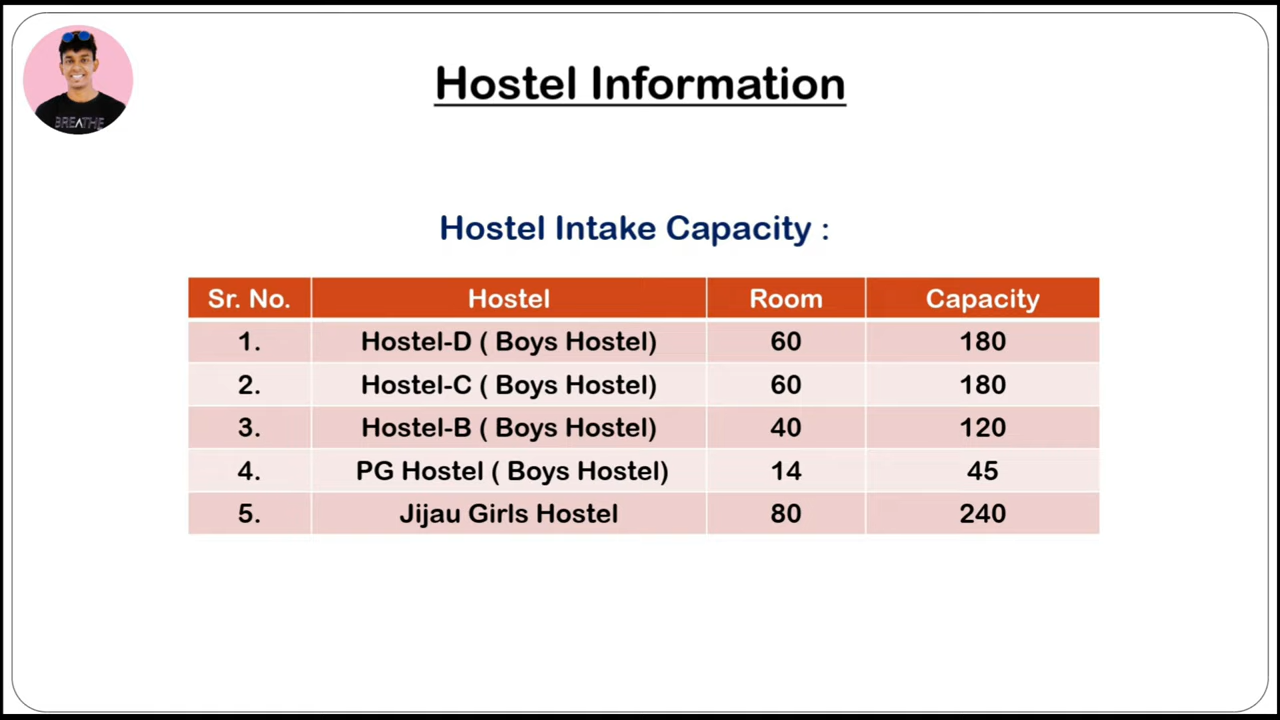 BREATHE
Hostel Information
Hostel Intake Capacity :
Sr. No. Hostel Room Capacity
1. Hostel-D ( Boys Hostel) 60 180
2. Hostel-C ( Boys Hostel) 60 180
3. Hostel-B ( Boys Hostel) 40 120
4. PG Hostel ( Boys Hostel) 14 45
5. Jijau Girls Hostel 80 240